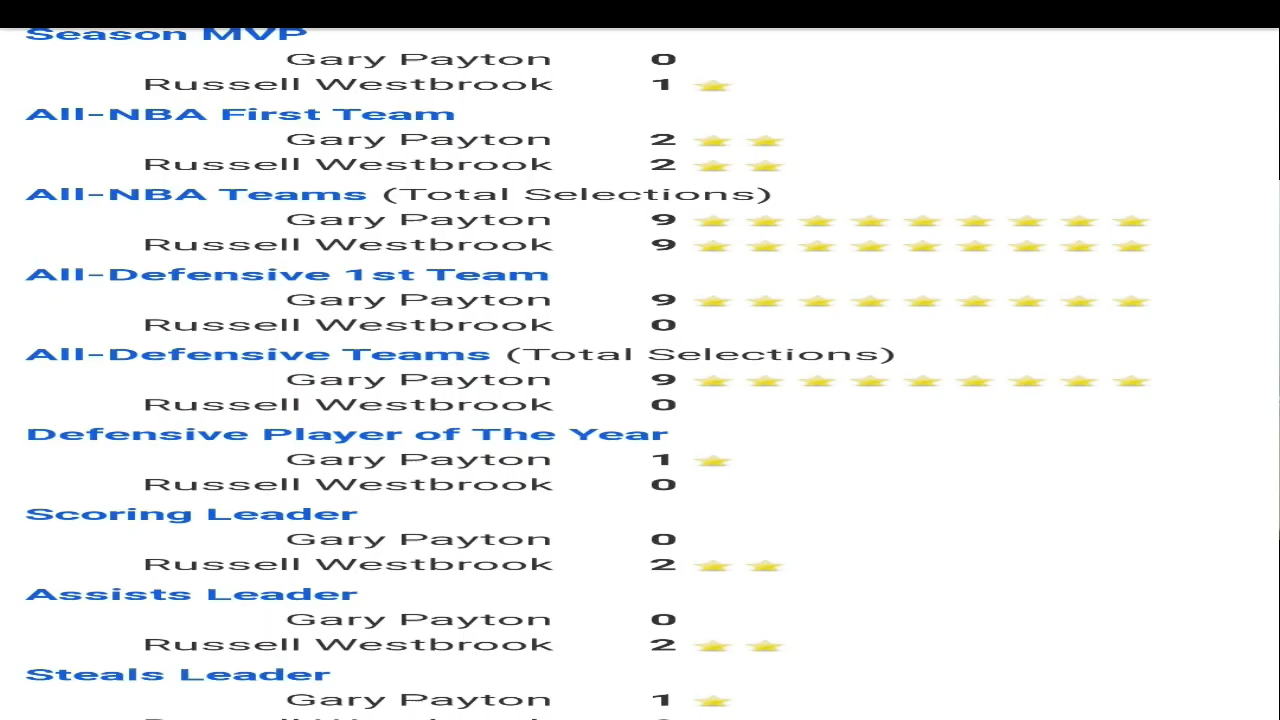 Season MVP
Gary Payton 0
Russell Westbrook 1
All-NBA First Team
Gary Payton 2
Russell Westbrook 2
All-NBA Teams (Total Selections)
Gary Payton 9
Russell Westbrook 9
All-Defensive 1st Team
Gary Payton 9
Russell Westbrook 0
All-Defensive Teams (Total Selections)
Gary Payton 9
Russell Westbrook 0
Defensive Player of The Year
Gary Payton 1
Russell Westbrook 0
Scoring Leader
Gary Payton 0
Russell Westbrook 2
Assists Leader
Gary Payton 0
Russell Westbrook 2
Steals Leader
Gary Payton 1